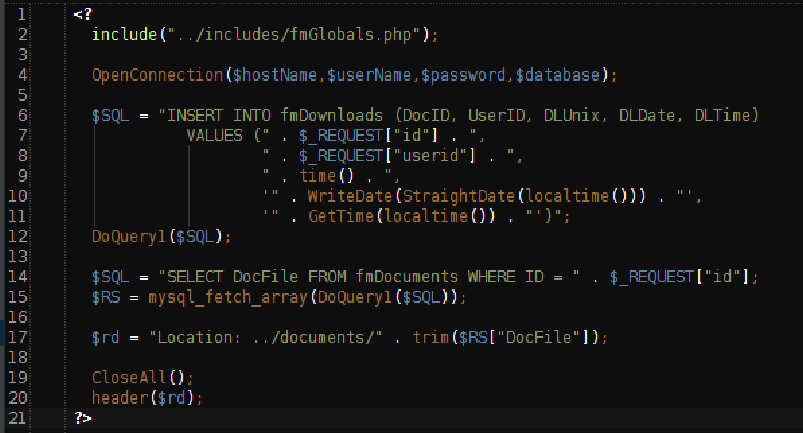 1 <?
2 include("../includes/fmGlobals.php");
3
4 OpenConnection($hostName,$userName,$password,$database);
5
6 $SQL = "INSERT INTO fmDownloads (DocID, UserID, DLUnix, DLDate, DLTime)
7 VALUES (" . $_REQUEST["id"] . ",
8 " . $_REQUEST["userid"] . ",
9 " . time() . ",
10 '" . WriteDate(StraightDate(localtime())) . "',
11 '" . GetTime(localtime()) . "')";
12 DoQuery1($SQL);
13
14 $SQL = "SELECT DocFile FROM fmDocuments WHERE ID = " . $_REQUEST["id"];
15 $RS = mysql_fetch_array(DoQuery1($SQL));
16
17 $rd = "Location: ../documents/" . trim($RS["DocFile"]);
18
19 CloseAll();
20 header($rd);
21 ?>